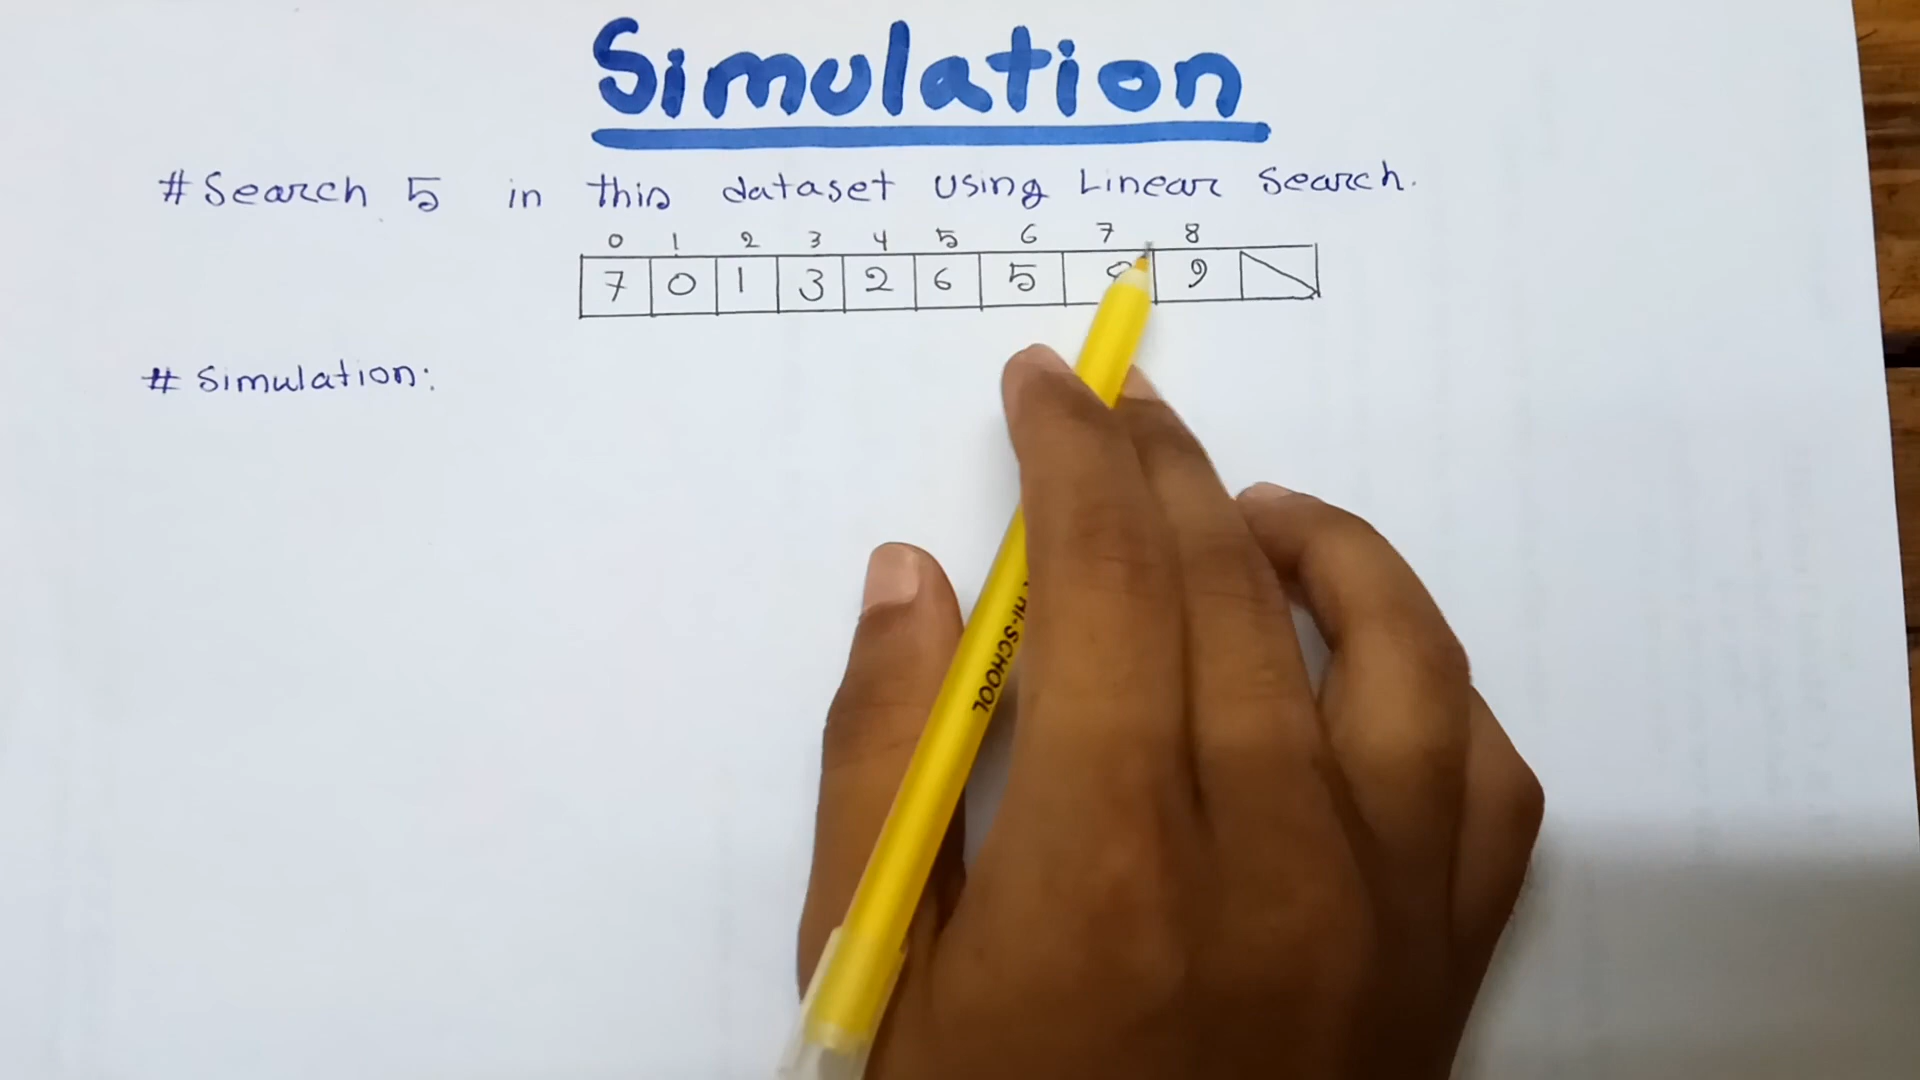 Simulation
# Search 5 in this dataset using Linear Search.
0 1 2 3 4 5 6 7 8
7 0 1 3 2 6 5 9
# Simulation:
HI-SCHOOL